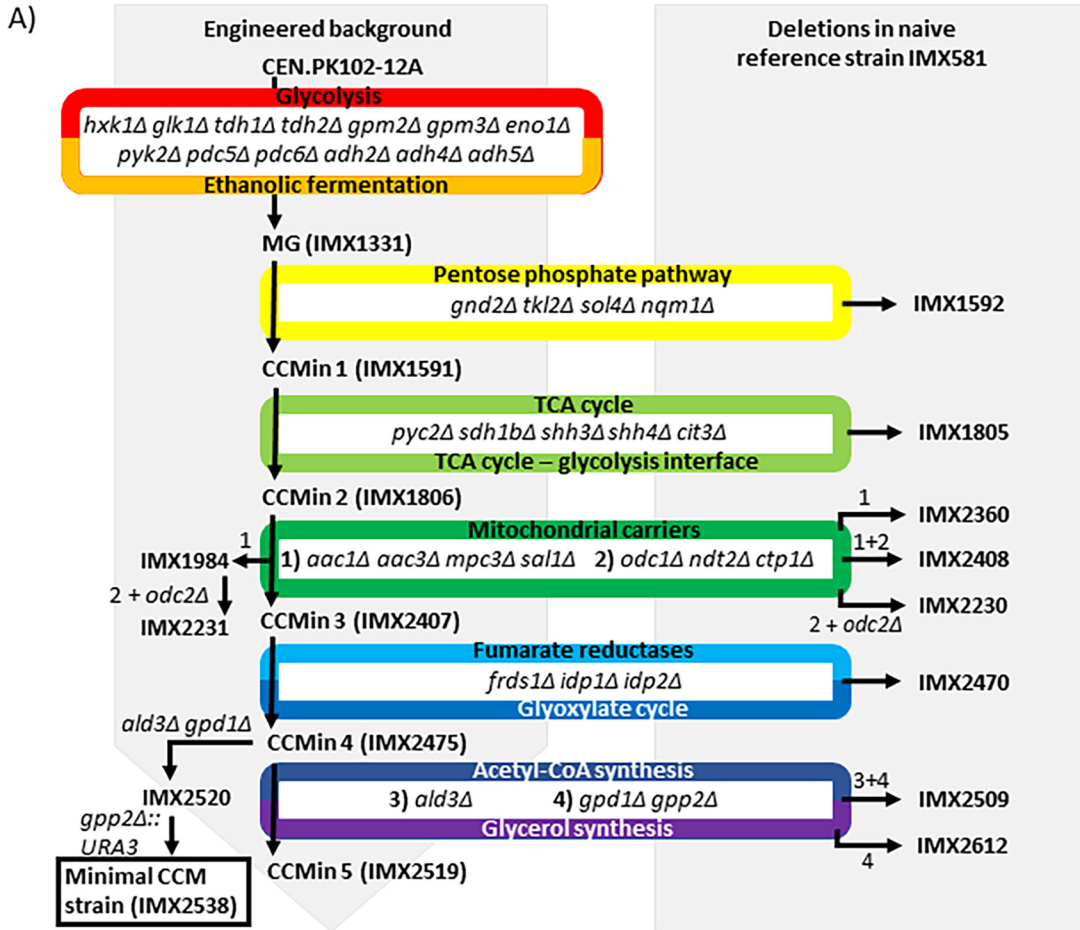 A)
Engineered background
Deletions in naive
reference strain IMX581
CEN.PK102-12A
Glycolysis
hxk1Δ glk1Δ tdh1Δ tdh2Δ gpm2Δ gpm3Δ eno1Δ
pyk2Δ pdc5Δ pdc6Δ adh2Δ adh4Δ adh5Δ
Ethanolic fermentation
MG (IMX1331)
Pentose phosphate pathway
gnd2Δ tkl2Δ sol4Δ nqm1Δ
IMX1592
CCMin 1 (IMX1591)
TCA cycle
pyc2Δ sdh1bΔ shh3Δ shh4Δ cit3Δ
TCA cycle – glycolysis interface
IMX1805
CCMin 2 (IMX1806)
Mitochondrial carriers
1) aac1Δ aac3Δ mpc3Δ sal1Δ 2) odc1Δ ndt2Δ ctp1Δ
1
IMX2360
1+2
IMX2408
2 + odc2Δ
IMX2230
1
IMX1984
2 + odc2Δ
IMX2231
CCMin 3 (IMX2407)
Fumarate reductases
frds1Δ idp1Δ idp2Δ
Glyoxylate cycle
IMX2470
ald3Δ gpd1Δ
CCMin 4 (IMX2475)
Acetyl-CoA synthesis
3) ald3Δ 4) gpd1Δ gpp2Δ
Glycerol synthesis
3+4
IMX2509
4
IMX2612
IMX2520
gpp2Δ::
URA3
CCMin 5 (IMX2519)
Minimal CCM
strain (IMX2538)